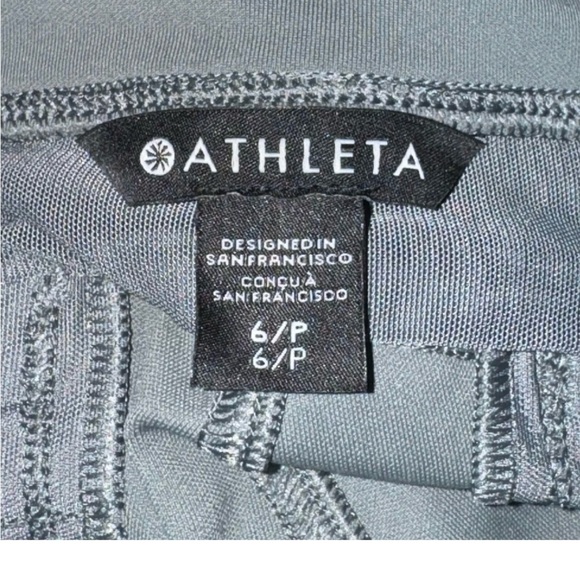 ATHLETA
DESIGNED IN
SAN FRANCISCO
CONÇU À
SAN FRANCISCO
6/P
6/P